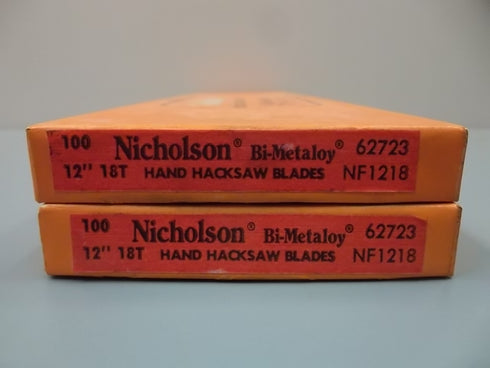 100 Nicholson® Bi-Metaloy® 62723
12" 18T HAND HACKSAW BLADES NF1218
100 Nicholson® Bi-Metaloy® 62723
12" 18T HAND HACKSAW BLADES NF1218